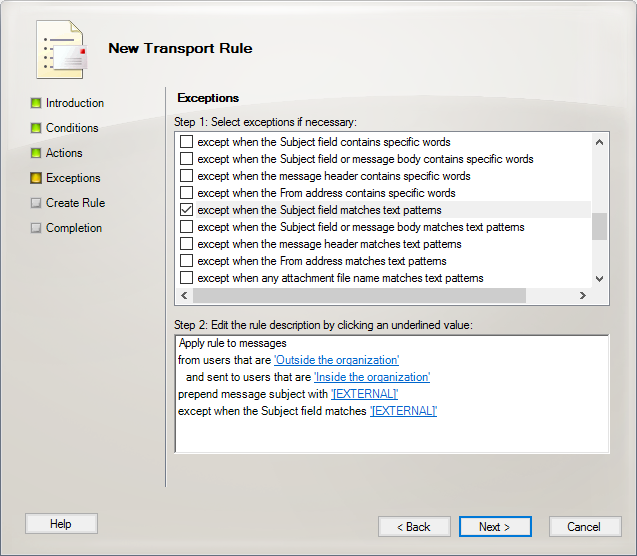 New Transport Rule
Introduction
Conditions
Actions
Exceptions
Create Rule
Completion
Exceptions
Step 1: Select exceptions if necessary:
except when the Subject field contains specific words
except when the Subject field or message body contains specific words
except when the message header contains specific words
except when the From address contains specific words
except when the Subject field matches text patterns
except when the Subject field or message body matches text patterns
except when the message header matches text patterns
except when the From address matches text patterns
except when any attachment file name matches text patterns
Step 2: Edit the rule description by clicking an underlined value:
Apply rule to messages
from users that are 'Outside the organization'
and sent to users that are 'Inside the organization'
prepend message subject with '[EXTERNAL]'
except when the Subject field matches '[EXTERNAL]'
Help
< Back
Next >
Cancel